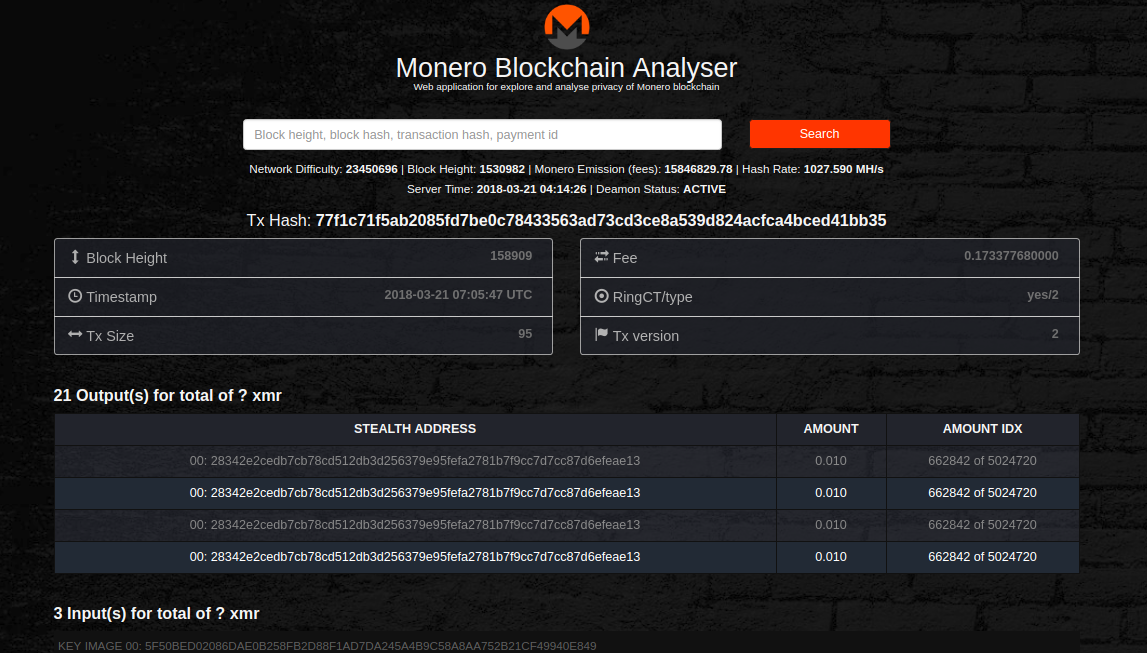 Monero Blockchain Analyser
Web application for explore and analyse privacy of Monero blockchain
Block height, block hash, transaction hash, payment id
Search
Network Difficulty: 23450696 | Block Height: 1530982 | Monero Emission (fees): 15846829.78 | Hash Rate: 1027.590 MH/s
Server Time: 2018-03-21 04:14:26 | Deamon Status: ACTIVE
Tx Hash: 77f1c71f5ab2085fd7be0c78433563ad73cd3ce8a539d824acfca4bced41bb35
Block Height 158909
Fee 0.173377680000
Timestamp 2018-03-21 07:05:47 UTC
RingCT/type yes/2
Tx Size 95
Tx version 2
21 Output(s) for total of ? xmr
STEALTH ADDRESS AMOUNT AMOUNT IDX
00: 28342e2cedb7cb78cd512db3d256379e95fefa2781b7f9cc7d7cc87d6efeae13 0.010 662842 of 5024720
00: 28342e2cedb7cb78cd512db3d256379e95fefa2781b7f9cc7d7cc87d6efeae13 0.010 662842 of 5024720
00: 28342e2cedb7cb78cd512db3d256379e95fefa2781b7f9cc7d7cc87d6efeae13 0.010 662842 of 5024720
00: 28342e2cedb7cb78cd512db3d256379e95fefa2781b7f9cc7d7cc87d6efeae13 0.010 662842 of 5024720
3 Input(s) for total of ? xmr
KEY IMAGE 00: 5F50BED02086DAE0B258FB2D88F1AD7DA245A4B9C58A8AA752B21CF49940E849